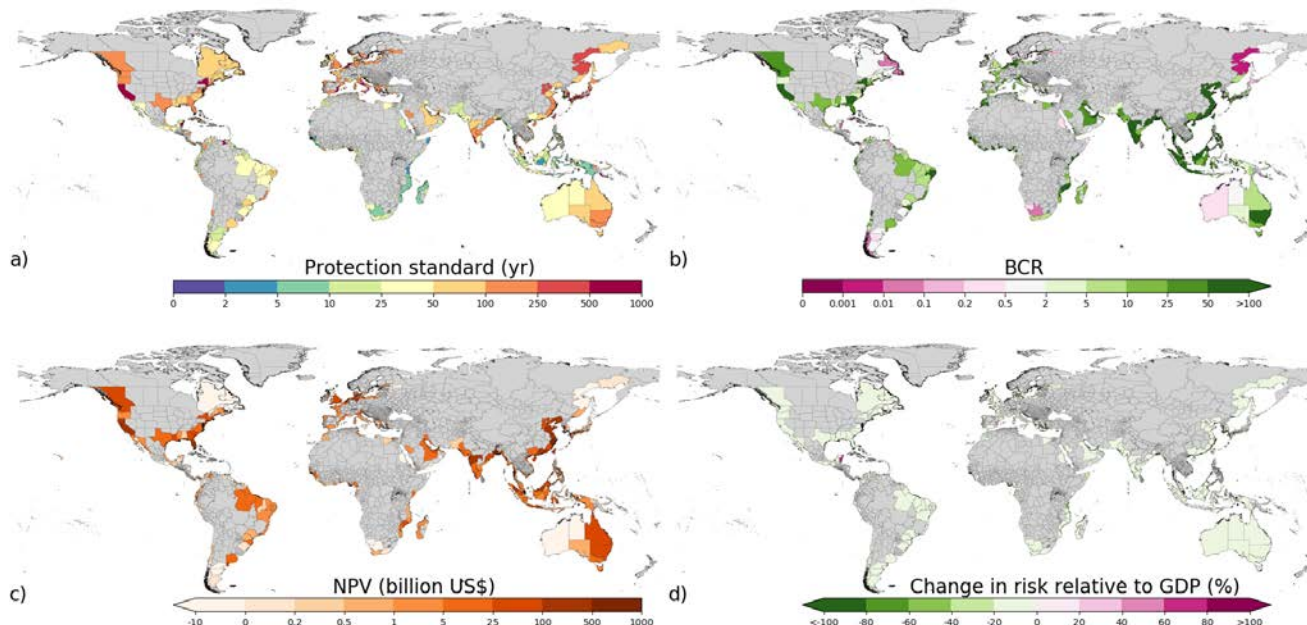 a)
Protection standard (yr)
0 2 5 10 25 50 100 250 500 1000
b)
BCR
0 0.001 0.01 0.1 0.2 0.5 2 5 10 25 50 >100
c)
NPV (billion US$)
-10 0 0.2 0.5 1 5 25 100 500 1000
d)
Change in risk relative to GDP (%)
<-100 -80 -60 -40 -20 0 20 40 60 80 >100